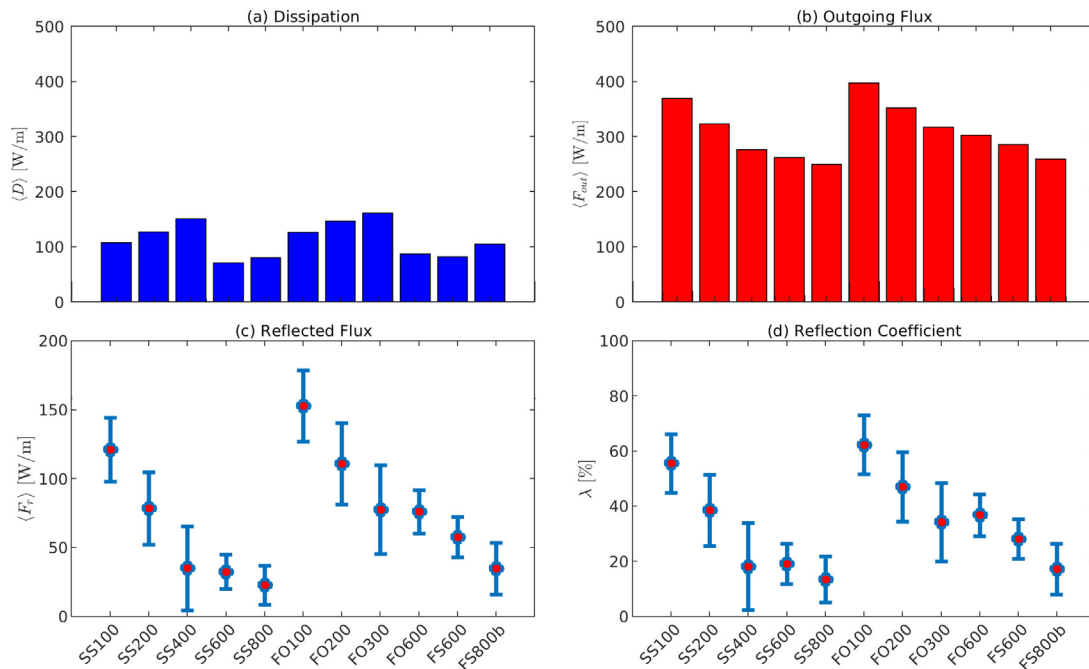 (a) Dissipation
500
400
300
200
100
0
⟨D⟩ [W/m]
(b) Outgoing Flux
500
400
300
200
100
0
⟨F_out⟩ [W/m]
(c) Reflected Flux
200
150
100
50
0
⟨F_r⟩ [W/m]
SS100 SS200 SS400 SS600 SS800 FO100 FO200 FO300 FO600 FS600 FS800b
(d) Reflection Coefficient
100
80
60
40
20
0
λ [%]
SS100 SS200 SS400 SS600 SS800 FO100 FO200 FO300 FO600 FS600 FS800b